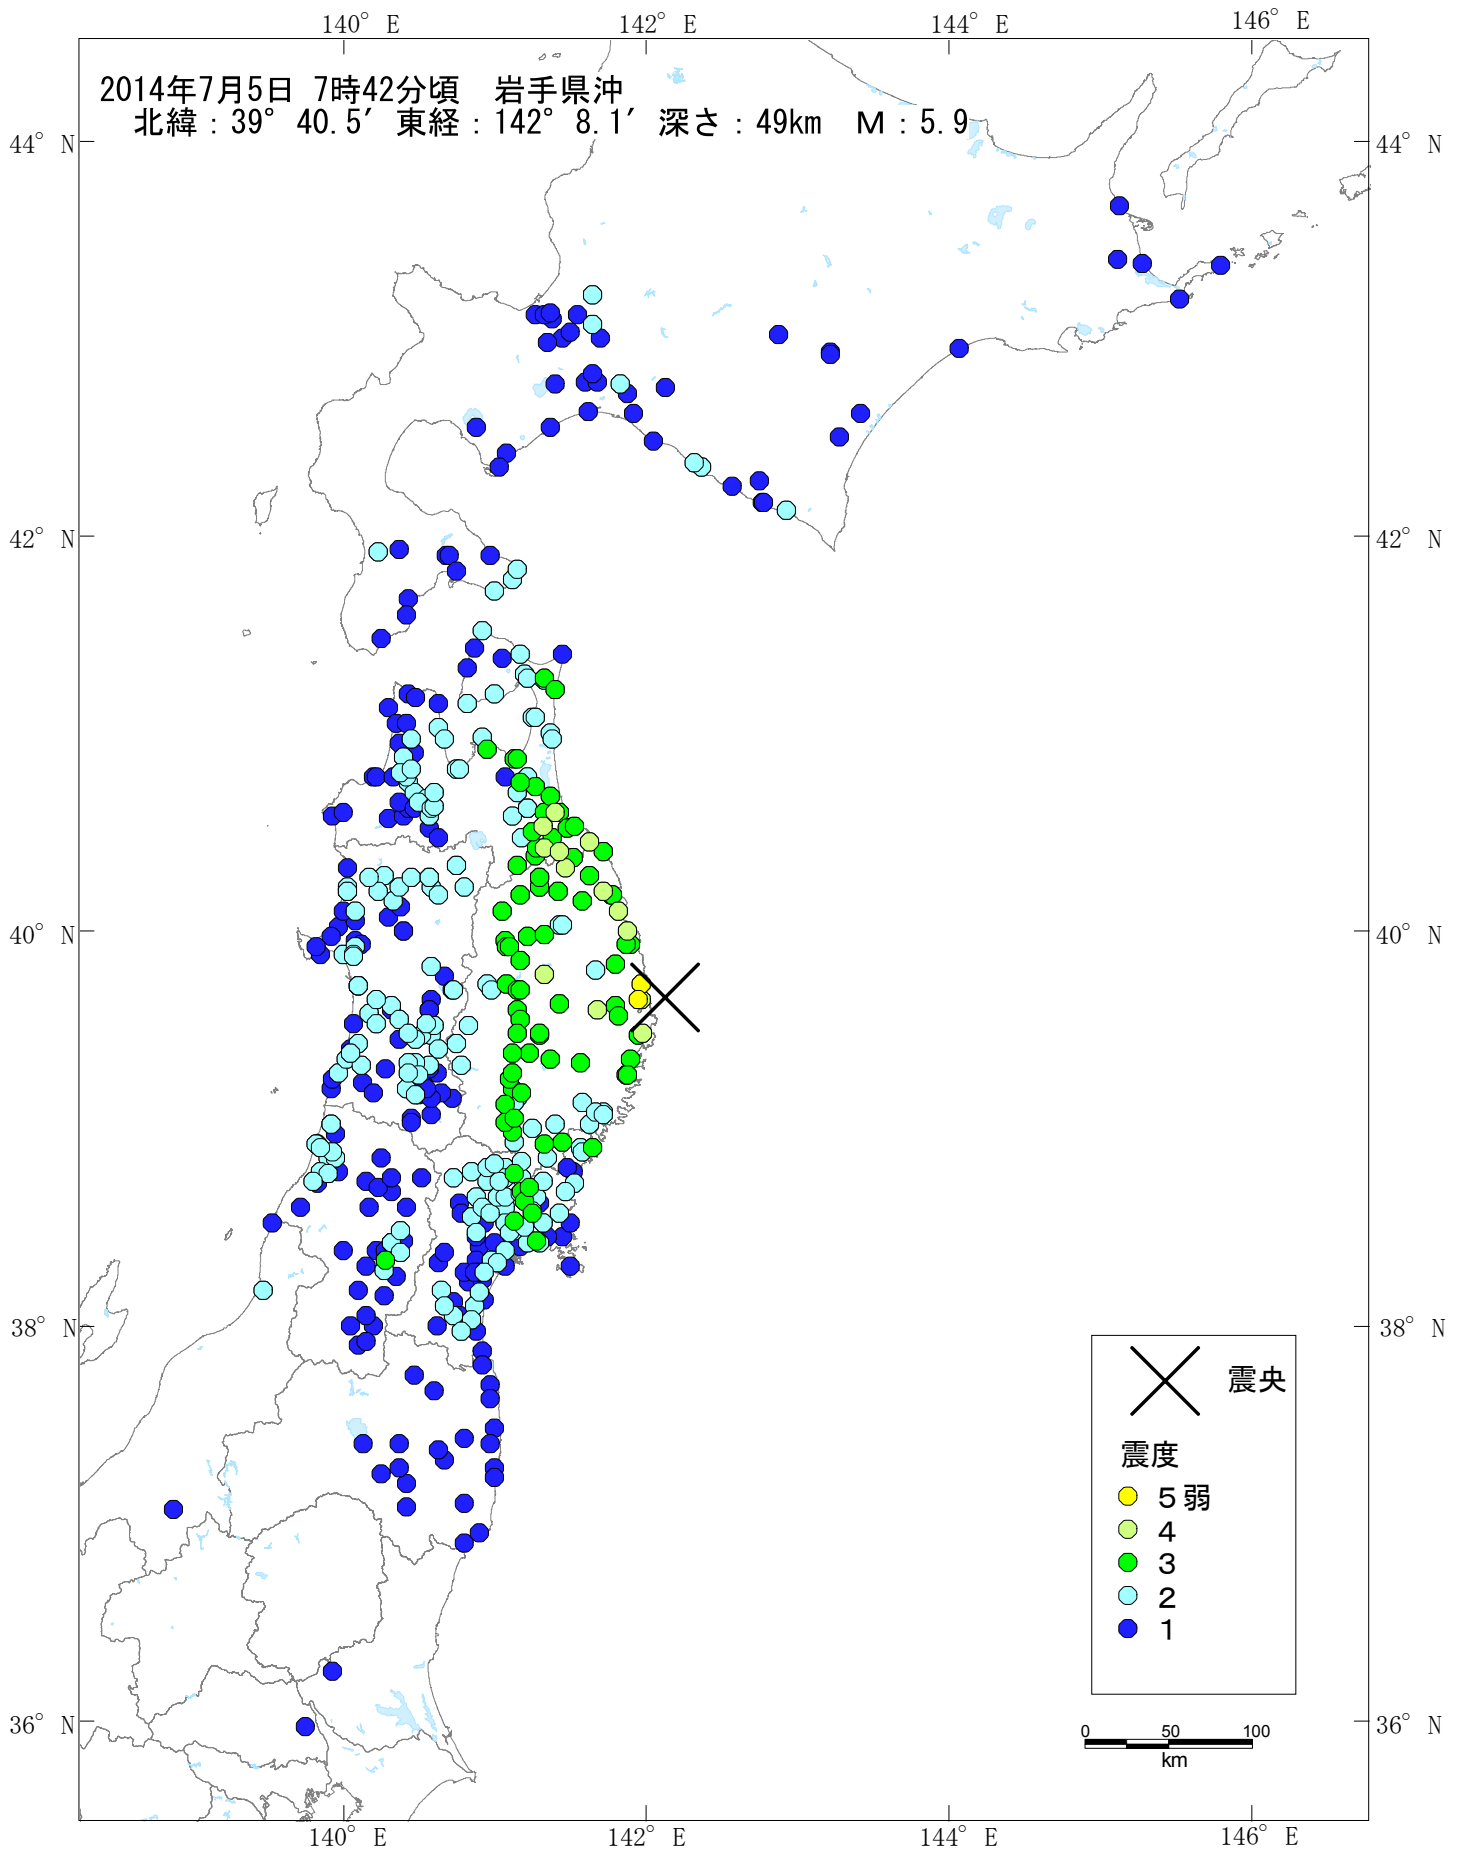 140° E 142° E 144° E 146° E
2014年7月5日 7時42分頃 岩手県沖
北緯：39° 40.5′ 東経：142° 8.1′ 深さ：49km M：5.9
44° N 44° N
42° N 42° N
40° N 40° N
38° N 38° N
震央
震度
５弱
４
３
２
１
36° N 36° N
0 50 100
km
140° E 142° E 144° E 146° E